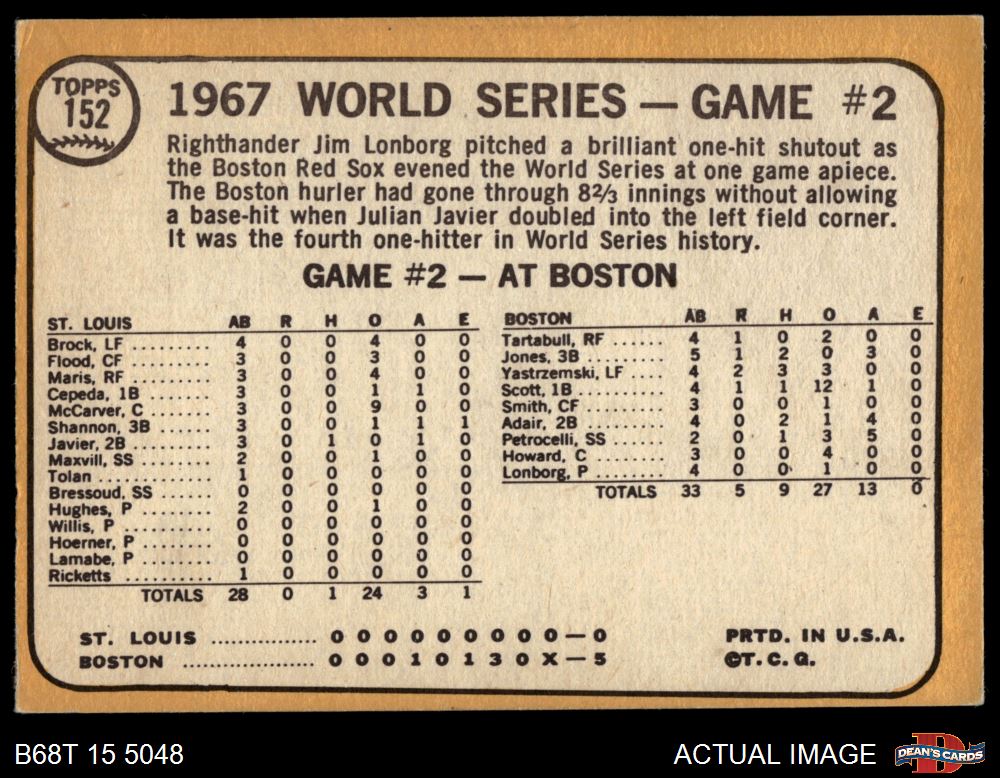 TOPPS
152
1967 WORLD SERIES — GAME #2
Righthander Jim Lonborg pitched a brilliant one-hit shutout as
the Boston Red Sox evened the World Series at one game apiece.
The Boston hurler had gone through 8⅔ innings without allowing
a base-hit when Julian Javier doubled into the left field corner.
It was the fourth one-hitter in World Series history.
GAME #2 — AT BOSTON
ST. LOUIS AB R H O A E
Brock, LF .......... 4 0 0 4 0 0
Flood, CF .......... 3 0 0 3 0 0
Maris, RF .......... 3 0 0 4 0 0
Cepeda, 1B ........ 3 0 0 1 1 0
McCarver, C ........ 3 0 0 9 0 0
Shannon, 3B ........ 3 0 0 1 1 1
Javier, 2B .......... 3 0 1 0 1 0
Maxvill, SS ........ 2 0 0 1 0 0
Tolan .............. 1 0 0 0 0 0
Bressoud, SS ...... 0 0 0 0 0 0
Hughes, P .......... 2 0 0 1 0 0
Willis, P ........... 0 0 0 0 0 0
Hoerner, P ......... 0 0 0 0 0 0
Lamabe, P ......... 0 0 0 0 0 0
Ricketts ........... 1 0 0 0 0 0
TOTALS 28 0 1 24 3 1
BOSTON AB R H O A E
Tartabull, RF ...... 4 1 0 2 0 0
Jones, 3B .......... 5 1 2 0 3 0
Yastrzemski, LF .... 4 2 3 3 0 0
Scott, 1B .......... 4 1 1 12 1 0
Smith, CF .......... 3 0 0 1 0 0
Adair, 2B .......... 4 0 2 1 4 0
Petrocelli, SS ...... 2 0 1 3 5 0
Howard, C ......... 3 0 0 4 0 0
Lonborg, P ........ 4 0 0 1 0 0
TOTALS 33 5 9 27 13 0
ST. LOUIS ............... 0 0 0 0 0 0 0 0 0 — 0
BOSTON .................. 0 0 0 1 0 1 3 0 X — 5
PRTD. IN U.S.A.
©T. C. G.
B68T 15 5048
ACTUAL IMAGE
D
DEAN'S CARDS